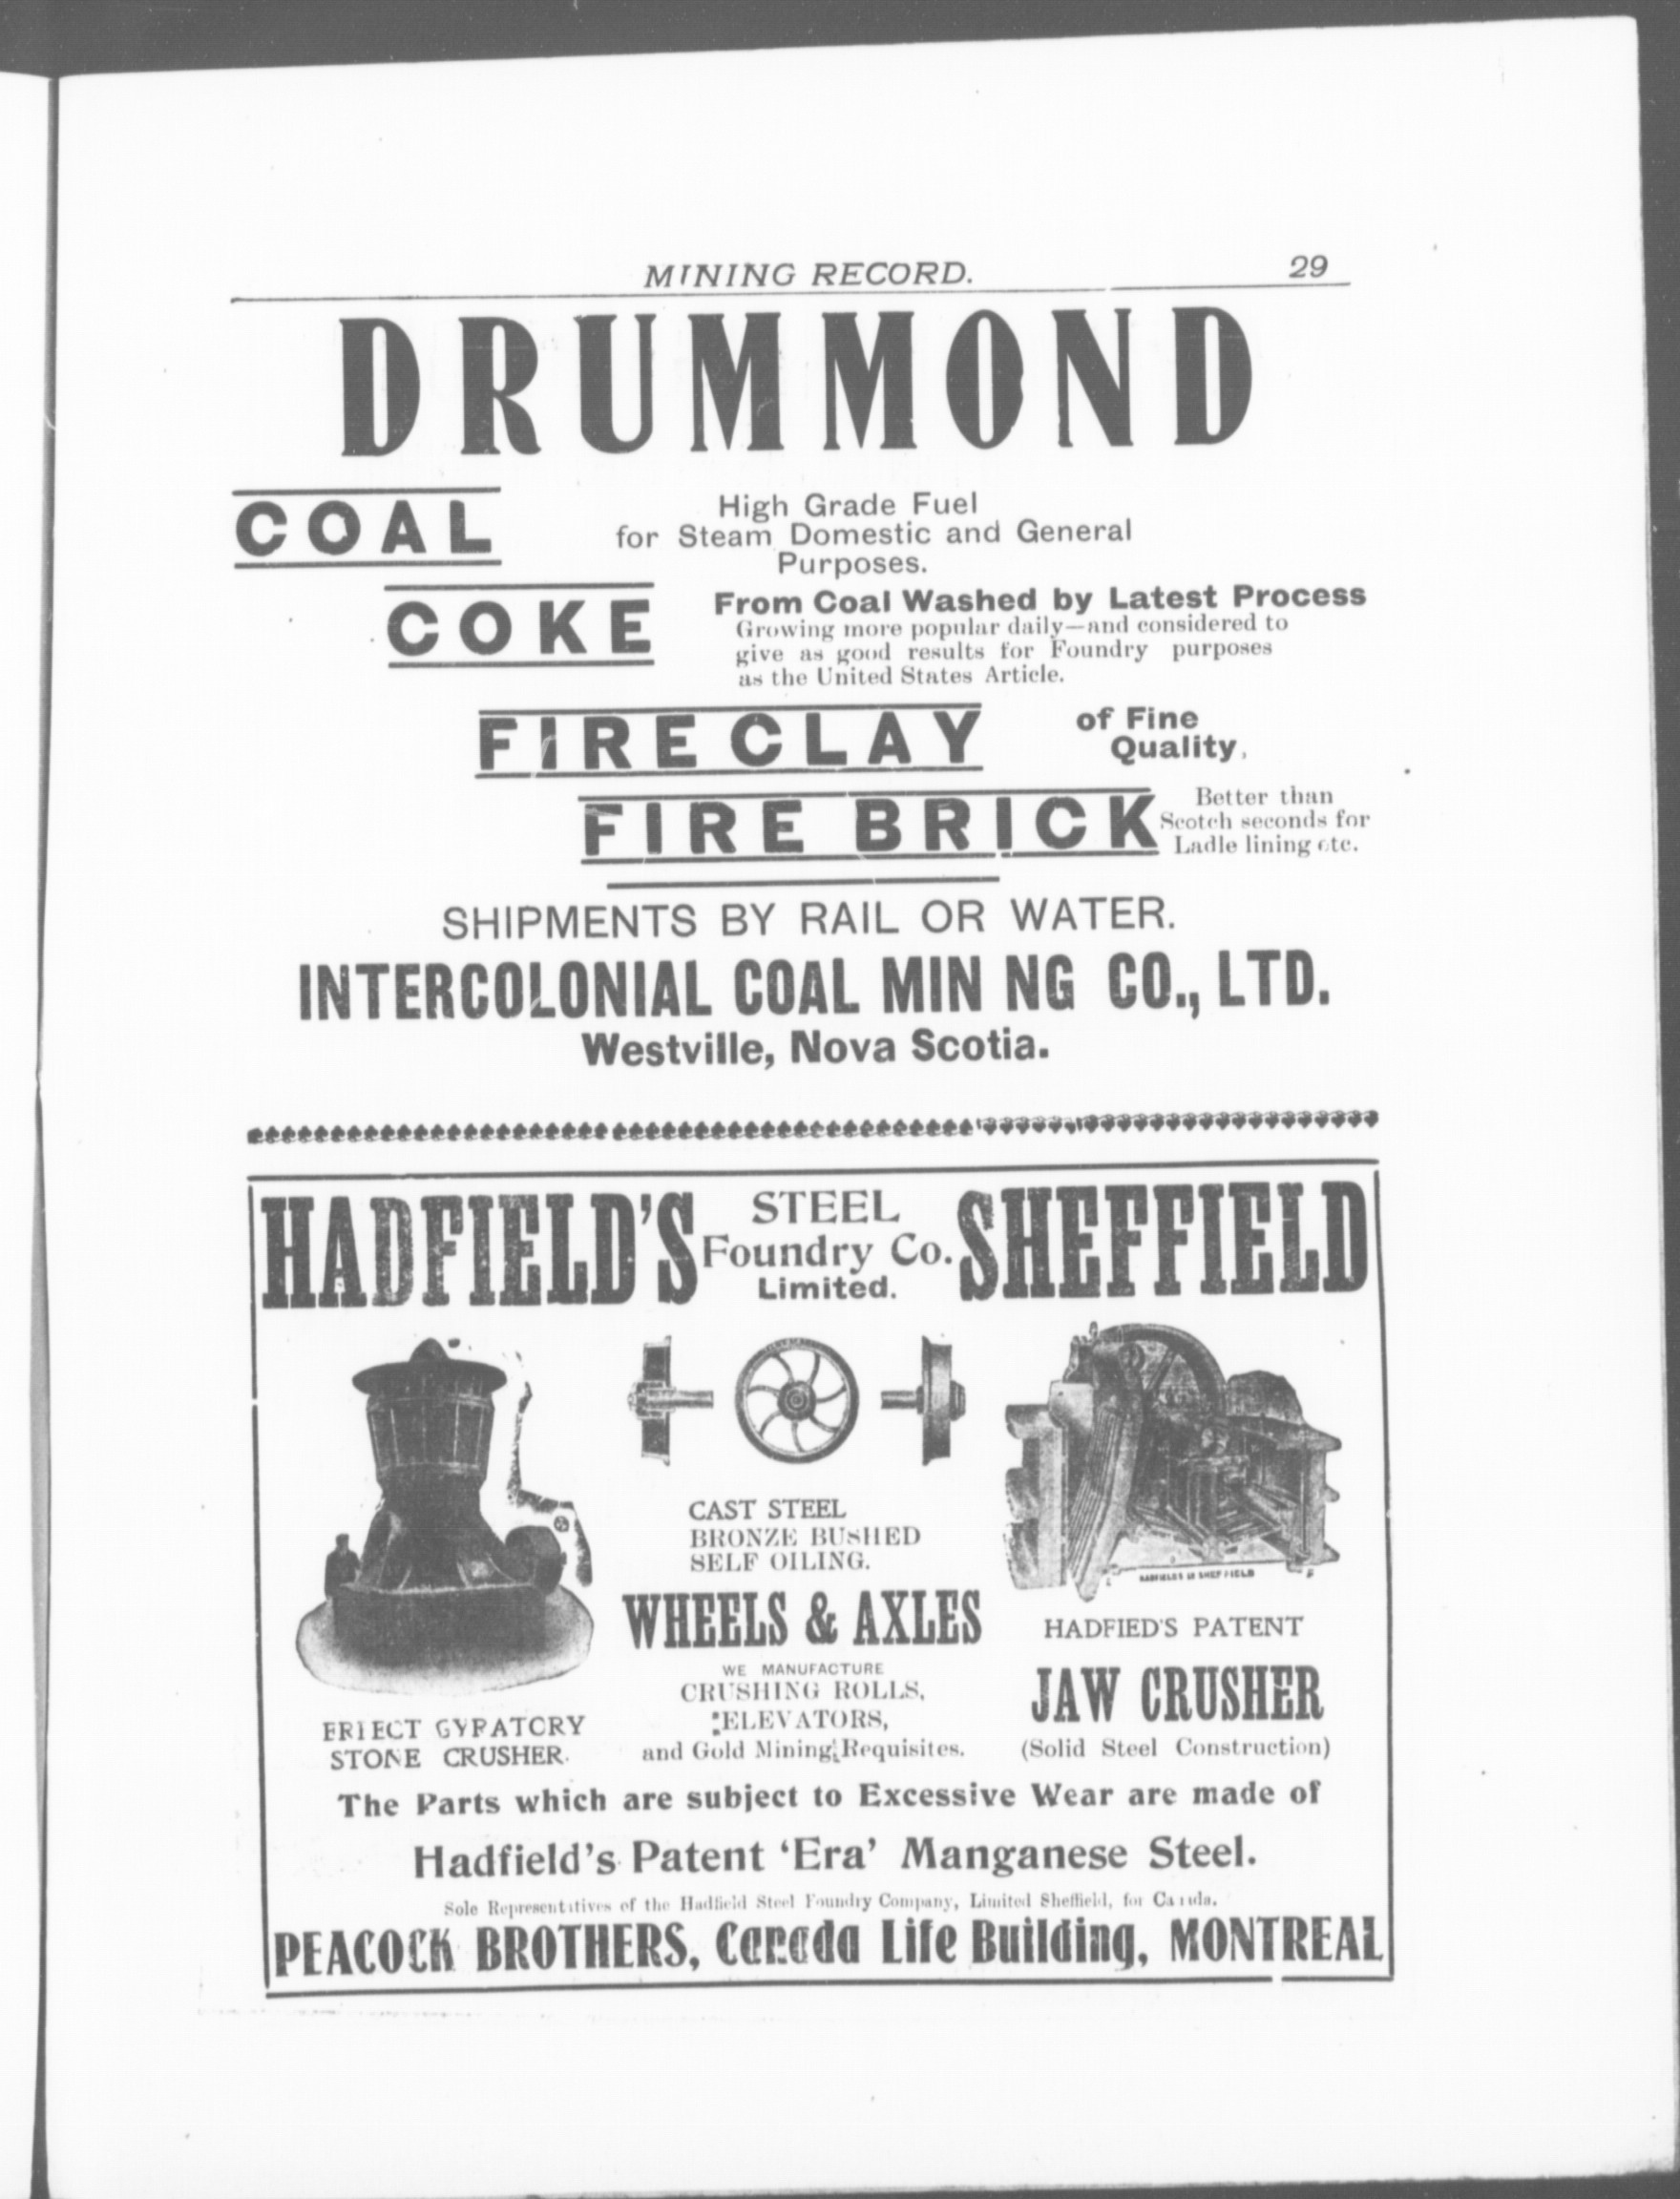 MINING RECORD. 29
DRUMMOND
COAL
High Grade Fuel
for Steam Domestic and General
Purposes.
COKE
From Coal Washed by Latest Process
Growing more popular daily—and considered to
give as good results for Foundry purposes
as the United States Article.
FIRECLAY
of Fine
Quality.
FIRE BRICK
Better than
Scotch seconds for
Ladle lining etc.
SHIPMENTS BY RAIL OR WATER.
INTERCOLONIAL COAL MIN NG CO., LTD.
Westville, Nova Scotia.
HADFIELD'S
STEEL
Foundry Co.
Limited.
SHEFFIELD
CAST STEEL
BRONZE BUSHED
SELF OILING.
WHEELS & AXLES
WE MANUFACTURE
CRUSHING ROLLS,
ELEVATORS,
and Gold Mining Requisites.
STONE CRUSHER.
HADFIELDS SHEFFIELD
HADFIED'S PATENT
JAW CRUSHER
(Solid Steel Construction)
The Parts which are subject to Excessive Wear are made of
Hadfield's Patent 'Era' Manganese Steel.
Sole Representitives of the Hadfield Steel Foundry Company, Limited Sheffield, for Canada.
PEACOCK BROTHERS, Canada Life Building, MONTREAL